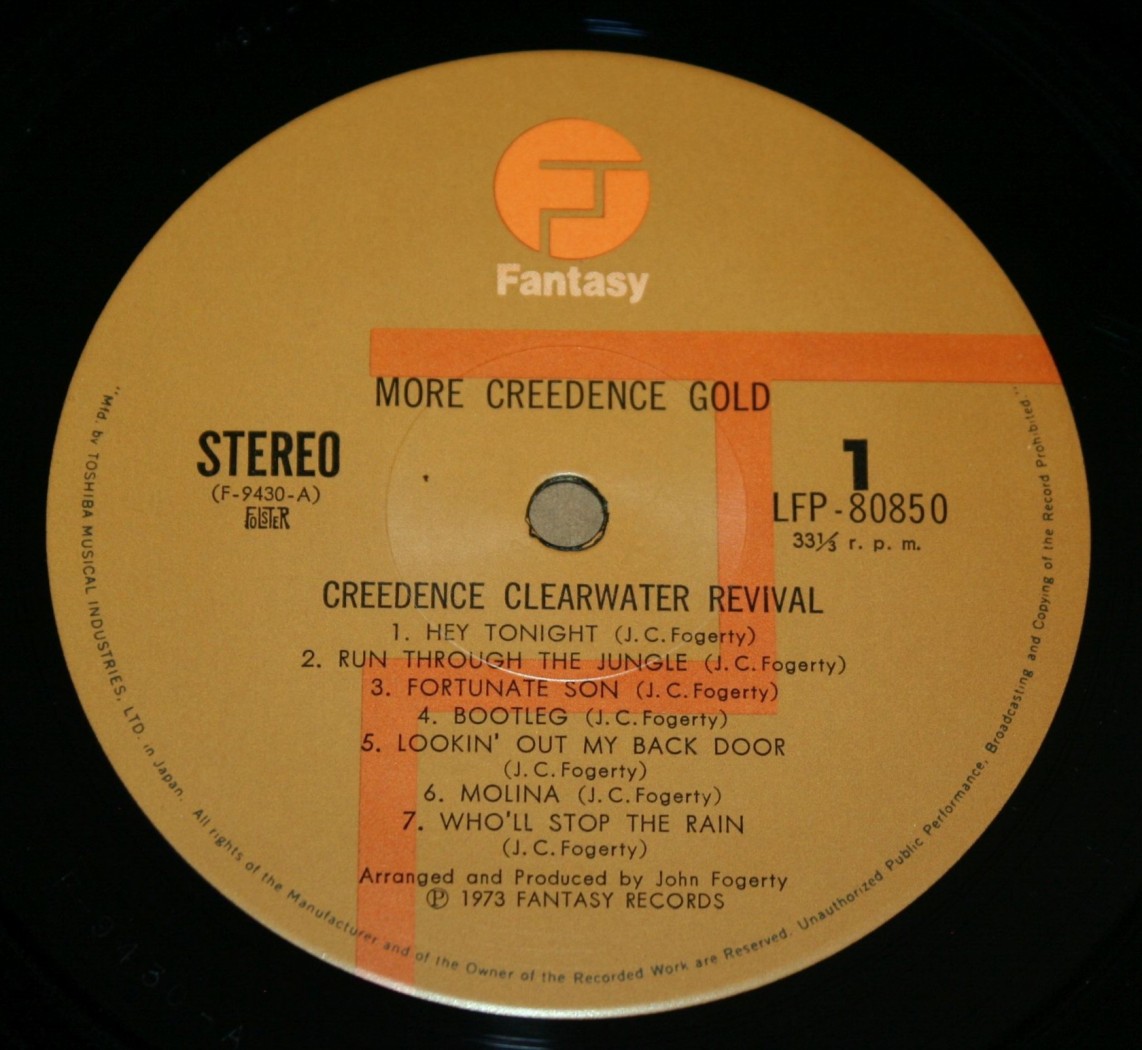 Fantasy
MORE CREEDENCE GOLD
STEREO
(F-9430-A)
FOLSTER
1
LFP-80850
33⅓ r. p. m.
CREEDENCE CLEARWATER REVIVAL
1. HEY TONIGHT (J.C.Fogerty)
2. RUN THROUGH THE JUNGLE (J.C.Fogerty)
3. FORTUNATE SON (J.C.Fogerty)
4. BOOTLEG (J.C.Fogerty)
5. LOOKIN' OUT MY BACK DOOR
(J.C.Fogerty)
6. MOLINA (J.C.Fogerty)
7. WHO'LL STOP THE RAIN
(J.C.Fogerty)
Arranged and Produced by John Fogerty
℗ 1973 FANTASY RECORDS
"Mfd. by TOSHIBA MUSICAL INDUSTRIES, LTD. in Japan. All rights of the Manufacturer and of the Owner of the Recorded Work are Reserved. Unauthorized Public Performance, Broadcasting and Copying of the Record Prohibited."